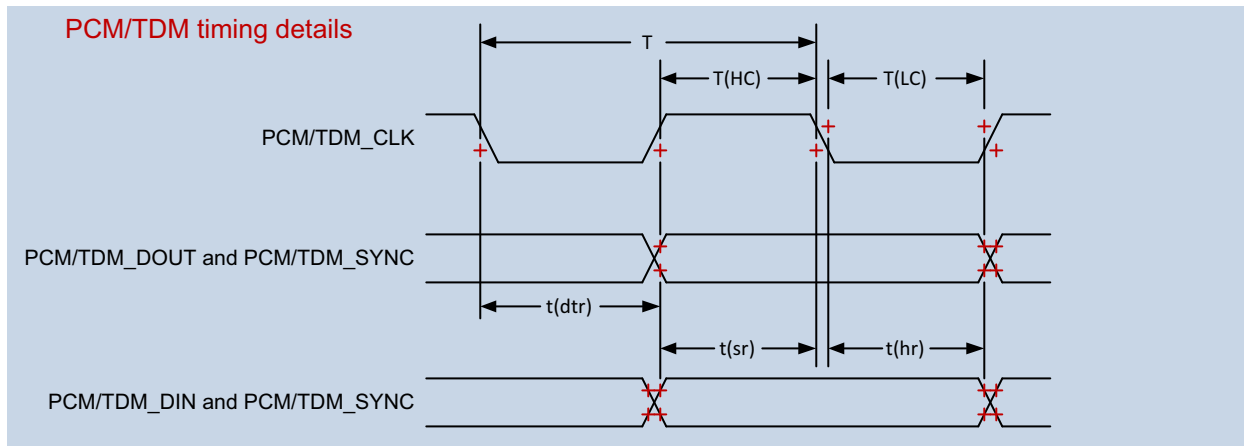 PCM/TDM timing details
T
T(HC)
T(LC)
PCM/TDM_CLK
PCM/TDM_DOUT and PCM/TDM_SYNC
t(dtr)
t(sr)
t(hr)
PCM/TDM_DIN and PCM/TDM_SYNC